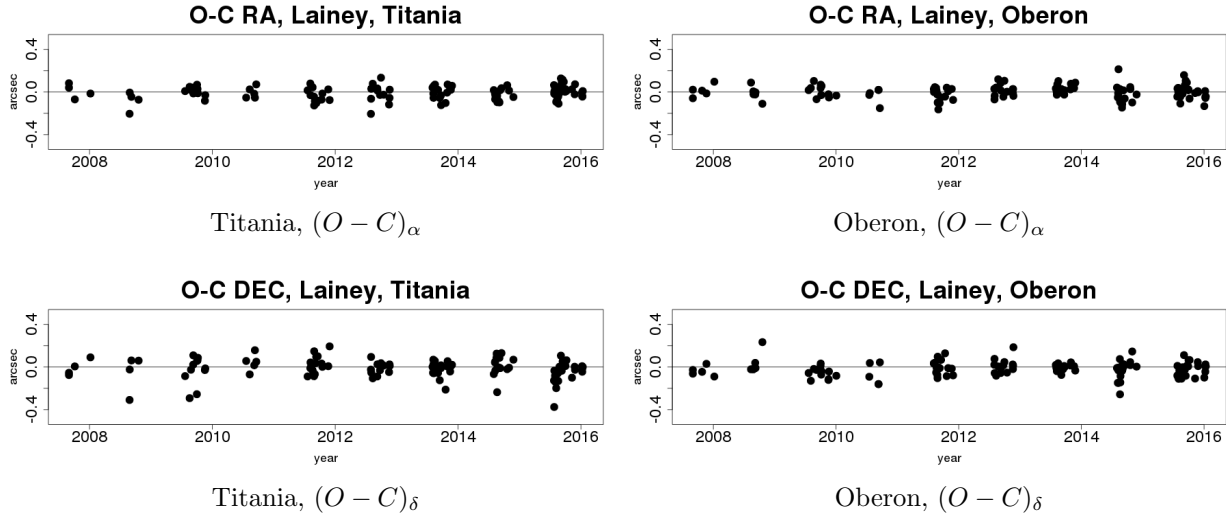 O-C RA, Lainey, Titania
arcsec
0.4
0.0
-0.4
2008 2010 2012 2014 2016
year
Titania, (O − C)α
O-C RA, Lainey, Oberon
arcsec
0.4
0.0
-0.4
2008 2010 2012 2014 2016
year
Oberon, (O − C)α
O-C DEC, Lainey, Titania
arcsec
0.4
0.0
-0.4
2008 2010 2012 2014 2016
year
Titania, (O − C)δ
O-C DEC, Lainey, Oberon
arcsec
0.4
0.0
-0.4
2008 2010 2012 2014 2016
year
Oberon, (O − C)δ